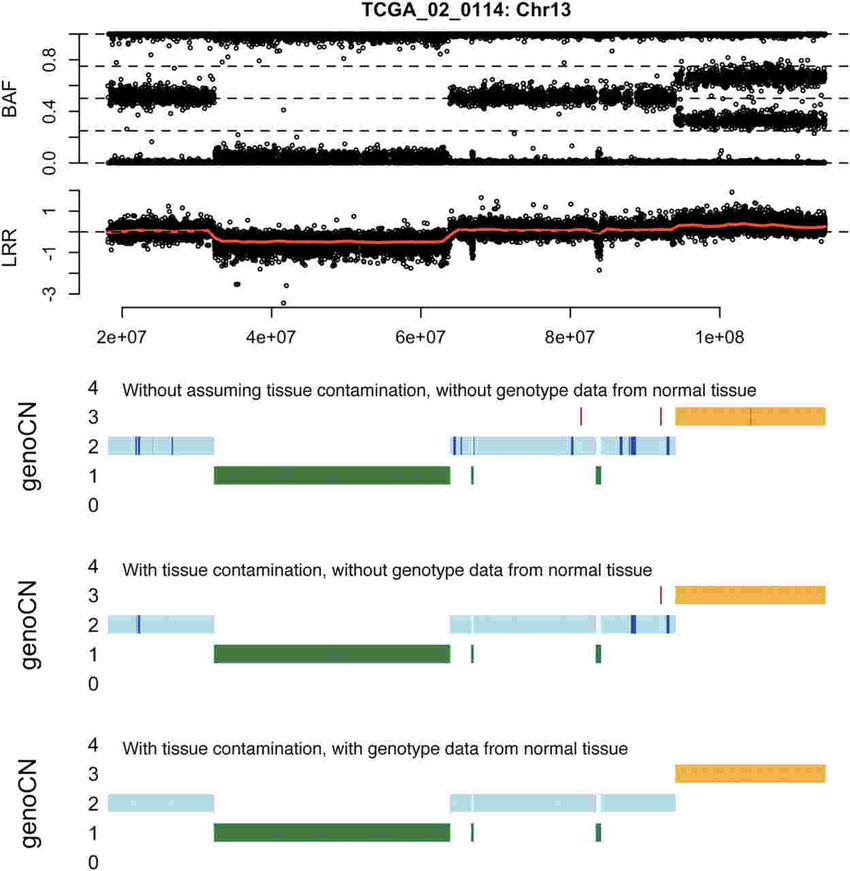 TCGA_02_0114: Chr13
BAF
0.8
0.4
0.0
LRR
1
-1
-3
2e+07 4e+07 6e+07 8e+07 1e+08
genoCN
4
Without assuming tissue contamination, without genotype data from normal tissue
3
2
1
0
genoCN
4
With tissue contamination, without genotype data from normal tissue
3
2
1
0
genoCN
4
With tissue contamination, with genotype data from normal tissue
3
2
1
0